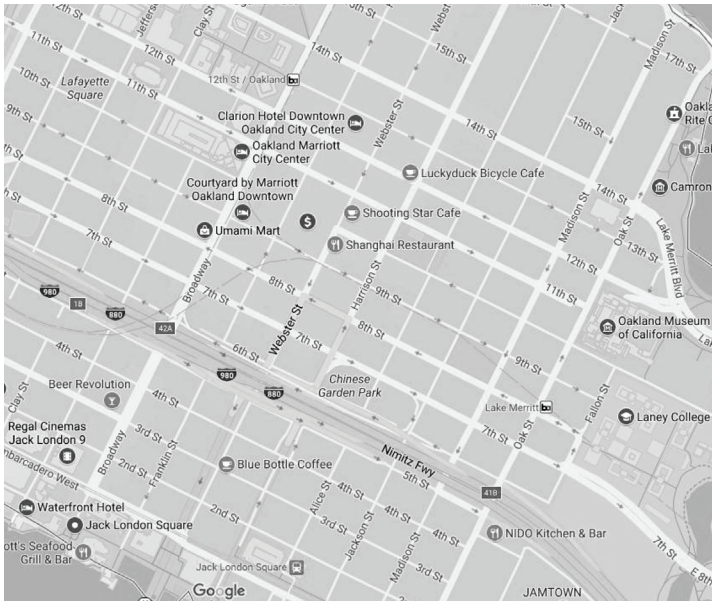 Jefferson
Clay St
Webster
Jack
Madison St
17th St
11th St
12th St
14th St
15th St
10th St
Lafayette
Square
12th St / Oakland
11th St
9th St
Clarion Hotel Downtown
Oakland City Center
Webster St
14th St
15th St
Rite
Oakland Marriott
City Center
Courtyard by Marriott
Oakland Downtown
Luckyduck Bicycle Cafe
14th St
Camron
8th St
Umami Mart
$
Shooting Star Cafe
Shanghai Restaurant
Madison St
Oak St
13th St
Lake Merritt Blvd
7th St
Broadway
8th St
Harrison St
9th St
12th St
11th St
980
1B
880
42A
7th St
Webster St
7th St
8th St
9th St
Oakland Museum
of California
4th St
6th St
980
880
Chinese
Garden Park
Beer Revolution
Clay St
4th St
Lake Merritt
Oak St
Fallon St
Laney College
Regal Cinemas
Jack London 9
Broadway
3rd St
Franklin St
7th St
Embarcadero West
2nd St
Blue Bottle Coffee
Nimitz Fwy
5th St
41B
Waterfront Hotel
Jack London Square
2nd St
Alice St
4th St
3rd St
Jackson St
4th St
Madison St
NIDO Kitchen & Bar
7th St
ott's Seafood
Grill & Bar
Jack London Square
3rd St
E 8th
Google
JAMTOWN